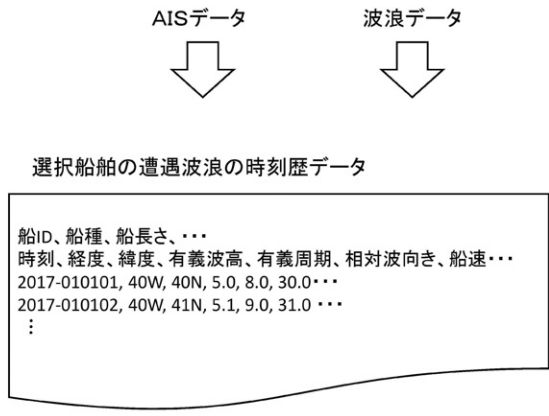 AISデータ 波浪データ
選択船舶の遭遇波浪の時刻歴データ
船ID、船種、船長さ、･･･
時刻、経度、緯度、有義波高、有義周期、相対波向き、船速･･･
2017-010101, 40W, 40N, 5.0, 8.0, 30.0･･･
2017-010102, 40W, 41N, 5.1, 9.0, 31.0 ･･･
⋮